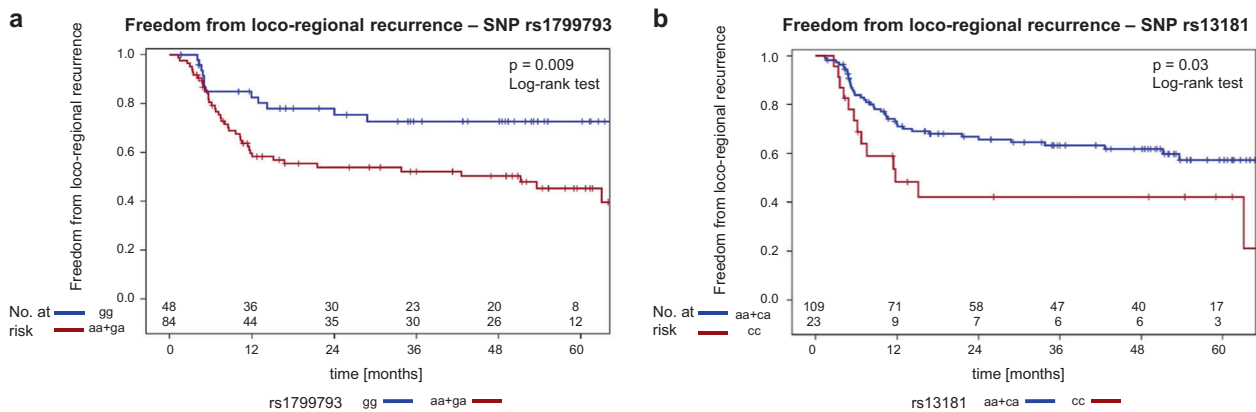 a
Freedom from loco-regional recurrence – SNP rs1799793
Freedom from loco-regional recurrence
1.0
0.8
0.6
0.4
0.2
0.0
p = 0.009
Log-rank test
No. at risk
gg
48 36 30 23 20 8
aa+ga
84 44 35 30 26 12
0 12 24 36 48 60
time [months]
rs1799793 gg aa+ga
b
Freedom from loco-regional recurrence – SNP rs13181
Freedom from loco-regional recurrence
1.0
0.8
0.6
0.4
0.2
0.0
p = 0.03
Log-rank test
No. at risk
aa+ca
109 71 58 47 40 17
cc
23 9 7 6 6 3
0 12 24 36 48 60
time [months]
rs13181 aa+ca cc